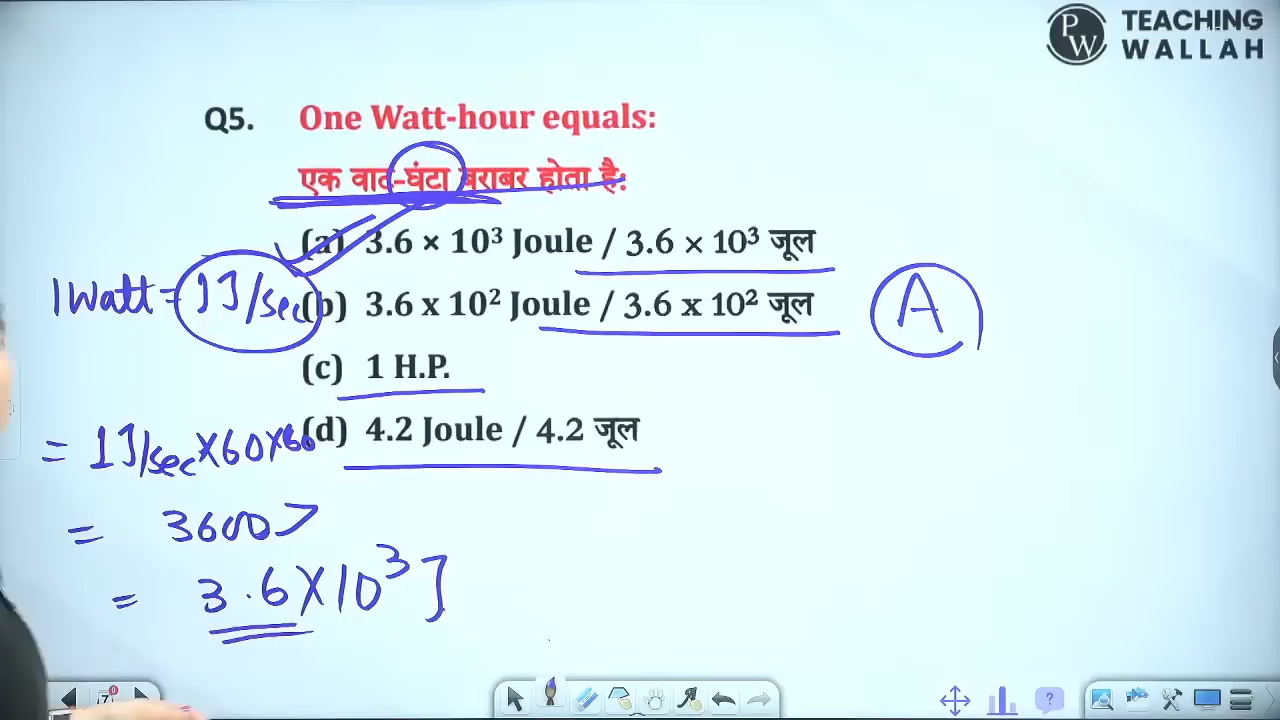 PW TEACHING WALLAH
Q5. One Watt-hour equals:
एक वाट-घंटा बराबर होता है:
(a) 3.6 × 10³ Joule / 3.6 × 10³ जूल
1 Watt = 1J/sec
(b) 3.6 x 10² Joule / 3.6 x 10² जूल
A
(c) 1 H.P.
(d) 4.2 Joule / 4.2 जूल
= 1J/sec×60×60
= 3600J
= 3.6×10³ J